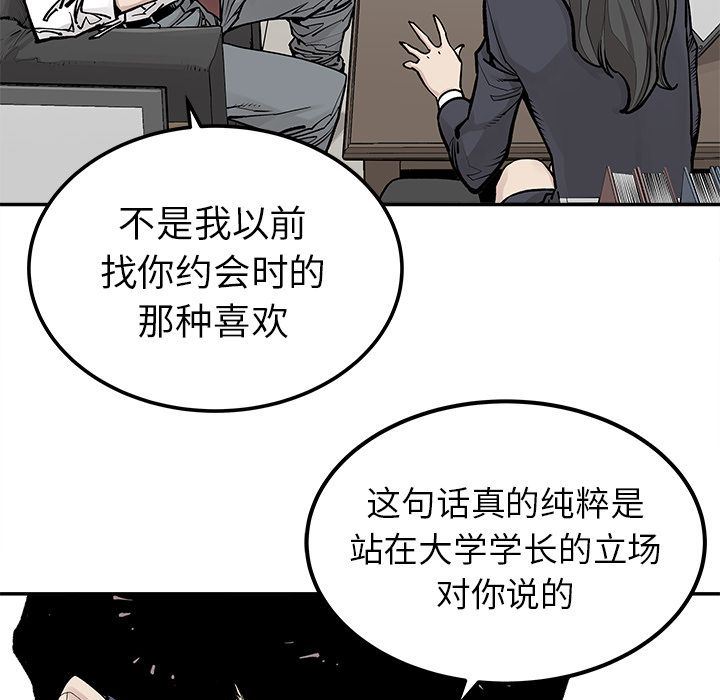 不是我以前
找你约会时的
那种喜欢
这句话真的纯粹是
站在大学学长的立场
对你说的